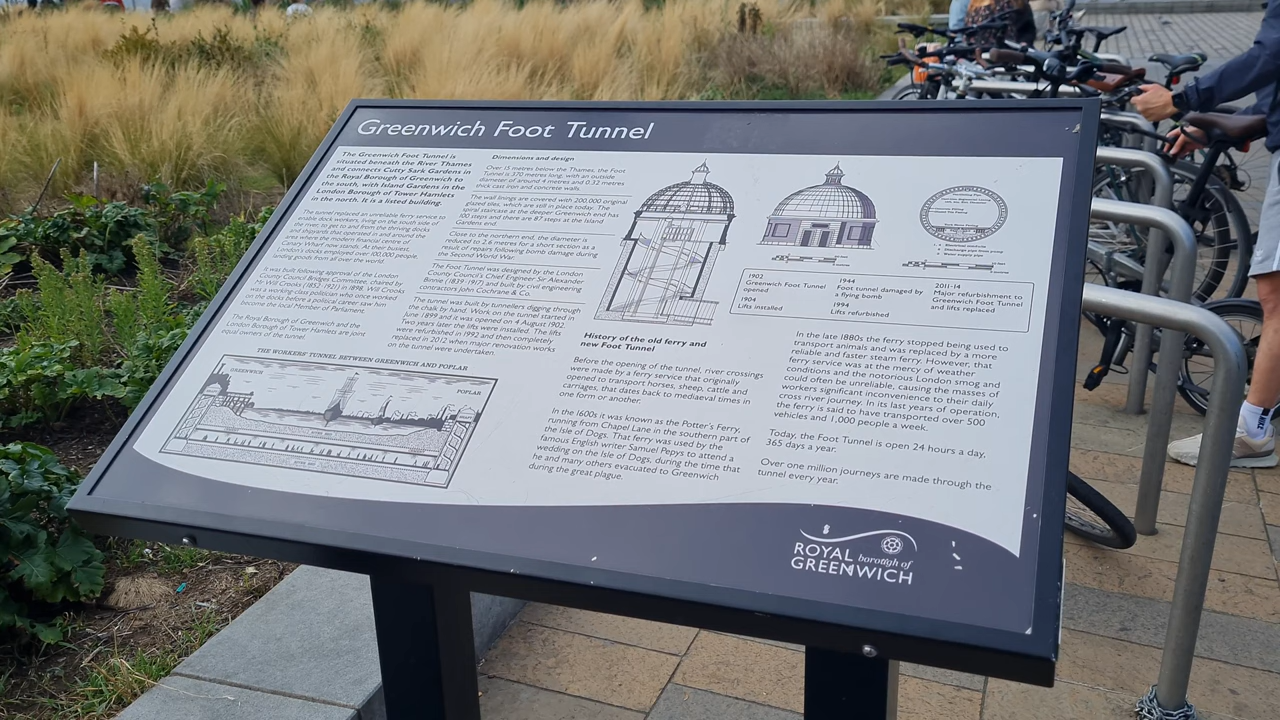 Greenwich Foot Tunnel
The Greenwich Foot Tunnel is
situated beneath the River Thames
and connects Cutty Sark Gardens in
the Royal Borough of Greenwich to
the south, with Island Gardens in the
London Borough of Tower Hamlets
in the north. It is a listed building.
The tunnel replaced an unreliable ferry service to
enable dock workers, living on the south side of
the river, to get to and from the thriving docks
and shipyards that operated in and around the
area where the modern financial centre of
Canary Wharf now stands. At their busiest,
London's docks employed over 100,000 people,
landing goods from all over the world.
It was built following approval of the London
County Council Bridges Committee, chaired by
Mr Will Crooks (1852-1921) in 1898. Will Crooks
was a working class politician who once worked
on the docks before a political career saw him
become the local Member of Parliament.
The Royal Borough of Greenwich and the
London Borough of Tower Hamlets are joint
equal owners of the tunnel.
Dimensions and design
Over 15 metres below the Thames, the Foot
Tunnel is 370 metres long, with an outside
diameter of around 4 metres and 0.32 metres
thick cast iron and concrete walls.
The wall linings are covered with 200,000 original
glazed tiles, which are still in place today. The
spiral staircase at the deeper Greenwich end has
100 steps and there are 87 steps at the Island
Gardens end.
Close to the northern end, the diameter is
reduced to 2.6 metres for a short section as a
result of repairs following bomb damage during
the Second World War.
The Foot Tunnel was designed by the London
County Council's Chief Engineer Sir Alexander
Binnie (1839-1917) and built by civil engineering
contractors John Cochrane & Co.
The tunnel was built by tunnellers digging through
the chalk by hand. Work on the tunnel started in
June 1899 and it was opened on 4 August 1902.
Two years later the lifts were installed. The lifts
were refurbished in 1992 and then completely
replaced in 2012 when major renovation works
on the tunnel were undertaken.
THE WORKERS' TUNNEL BETWEEN GREENWICH AND POPLAR
GREENWICH
POPLAR
1902
Greenwich Foot Tunnel
opened
1904
Lifts installed
1944
Foot tunnel damaged by
a flying bomb
1994
Lifts refurbished
2011-14
Major refurbishment to
Greenwich Foot Tunnel
and lifts replaced
History of the old ferry and
new Foot Tunnel
Before the opening of the tunnel, river crossings
were made by a ferry service that originally
opened to transport horses, sheep, cattle and
carriages, that dates back to mediaeval times in
one form or another.
In the 1600s it was known as the Potter's Ferry,
running from Chapel Lane in the southern part of
the Isle of Dogs. That ferry was used by the
famous English writer Samuel Pepys to attend a
wedding on the Isle of Dogs, during the time that
he and many others evacuated to Greenwich
during the great plague.
In the late 1880s the ferry stopped being used to
transport animals and was replaced by a more
reliable and faster steam ferry. However, that
ferry service was at the mercy of weather
conditions and the notorious London smog and
could often be unreliable, causing the masses of
workers significant inconvenience to their daily
cross river journey. In its last years of operation,
the ferry is said to have transported over 500
vehicles and 1,000 people a week.
Today, the Foot Tunnel is open 24 hours a day,
365 days a year.
Over one million journeys are made through the
tunnel every year.
ROYAL borough of
GREENWICH